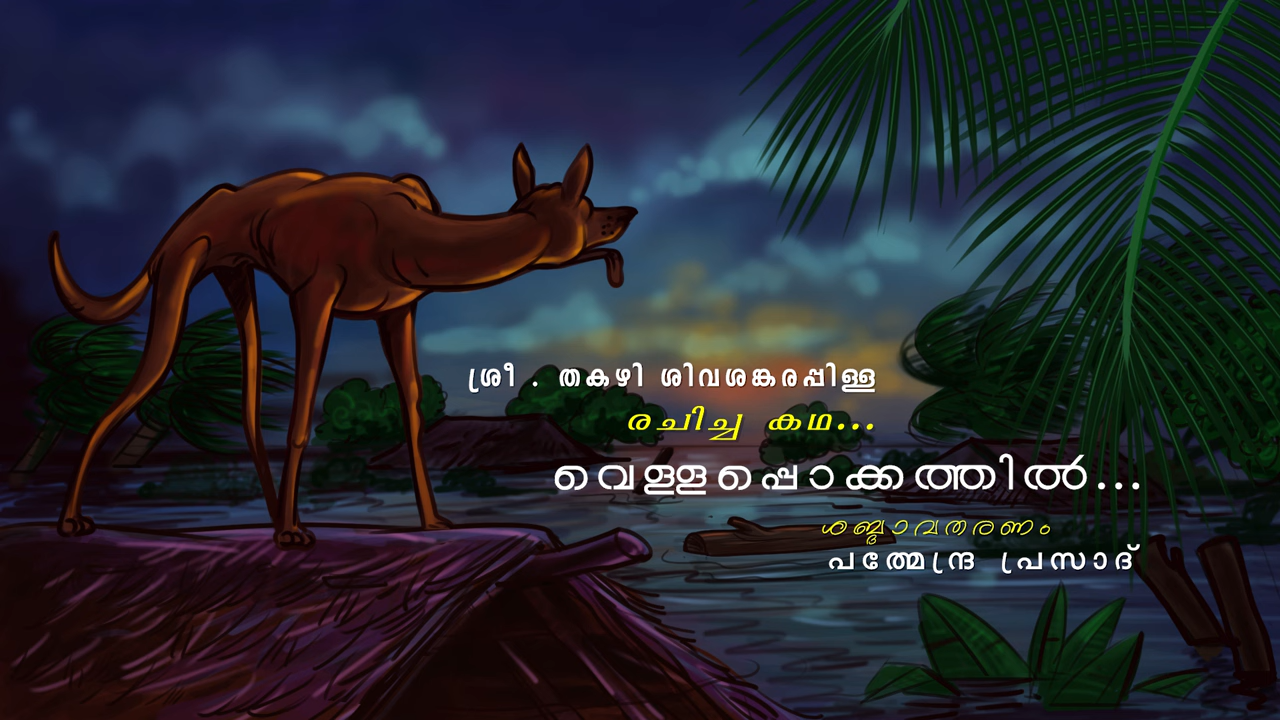 ശ്രീ . തകഴി ശിവശങ്കരപ്പിള്ള
രചിച്ച കഥ...
വെള്ളപ്പൊക്കത്തിൽ...
ശബ്ദാവതരണം
പത്മേന്ദ്ര പ്രസാദ്